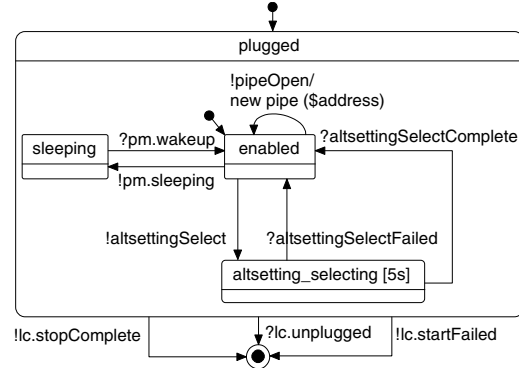 plugged
!pipeOpen/
new pipe ($address)
?pm.wakeup
?altsettingSelectComplete
sleeping
enabled
!pm.sleeping
!altsettingSelect
?altsettingSelectFailed
altsetting_selecting [5s]
!lc.stopComplete
?lc.unplugged
!lc.startFailed